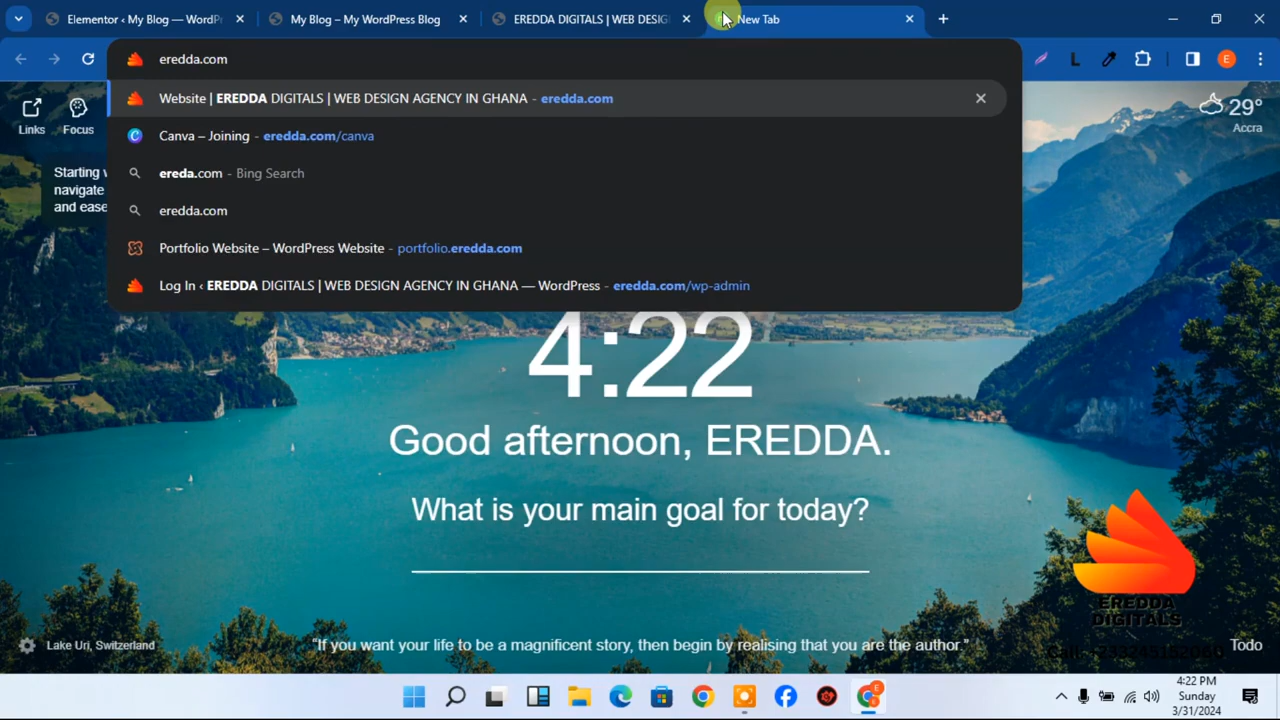 Elementor ‹ My Blog — WordPr
My Blog – My WordPress Blog
EREDDA DIGITALS | WEB DESIG
New Tab
eredda.com
L
E
Website | EREDDA DIGITALS | WEB DESIGN AGENCY IN GHANA - eredda.com
Canva – Joining - eredda.com/canva
ereda.com - Bing Search
eredda.com
Portfolio Website – WordPress Website - portfolio.eredda.com
Log In ‹ EREDDA DIGITALS | WEB DESIGN AGENCY IN GHANA — WordPress - eredda.com/wp-admin
Links
Focus
29°
Accra
Starting w
navigate
and ease
4:22
Good afternoon, EREDDA.
What is your main goal for today?
EREDDA
DIGITALS
Lake Uri, Switzerland
“If you want your life to be a magnificent story, then begin by realising that you are the author.”
Todo
E
4:22 PM
Sunday
3/31/2024